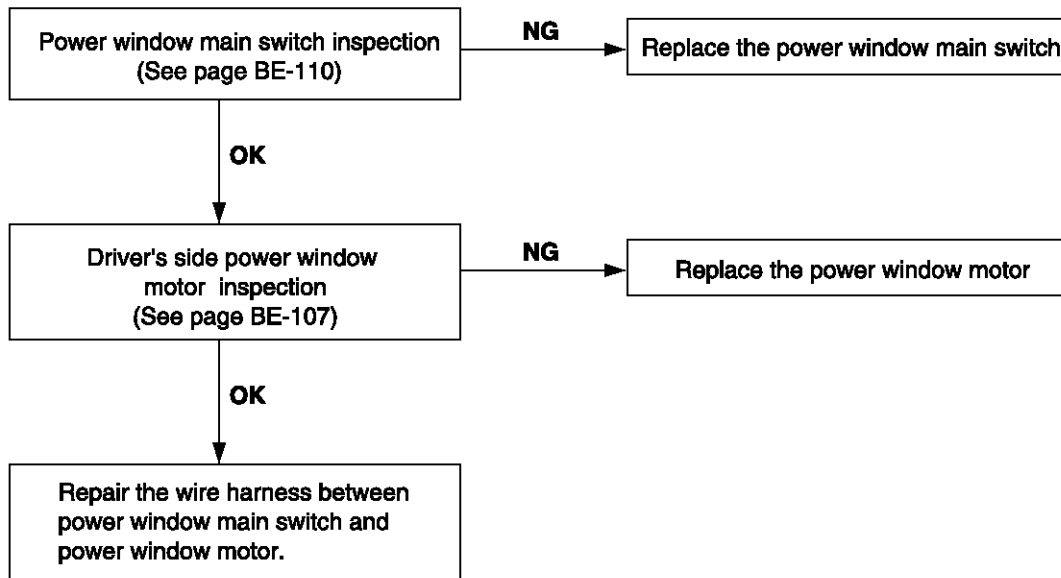 Power window main switch inspection
(See page BE-110)
NG
Replace the power window main switch
OK
Driver's side power window
motor inspection
(See page BE-107)
NG
Replace the power window motor
OK
Repair the wire harness between
power window main switch and
power window motor.